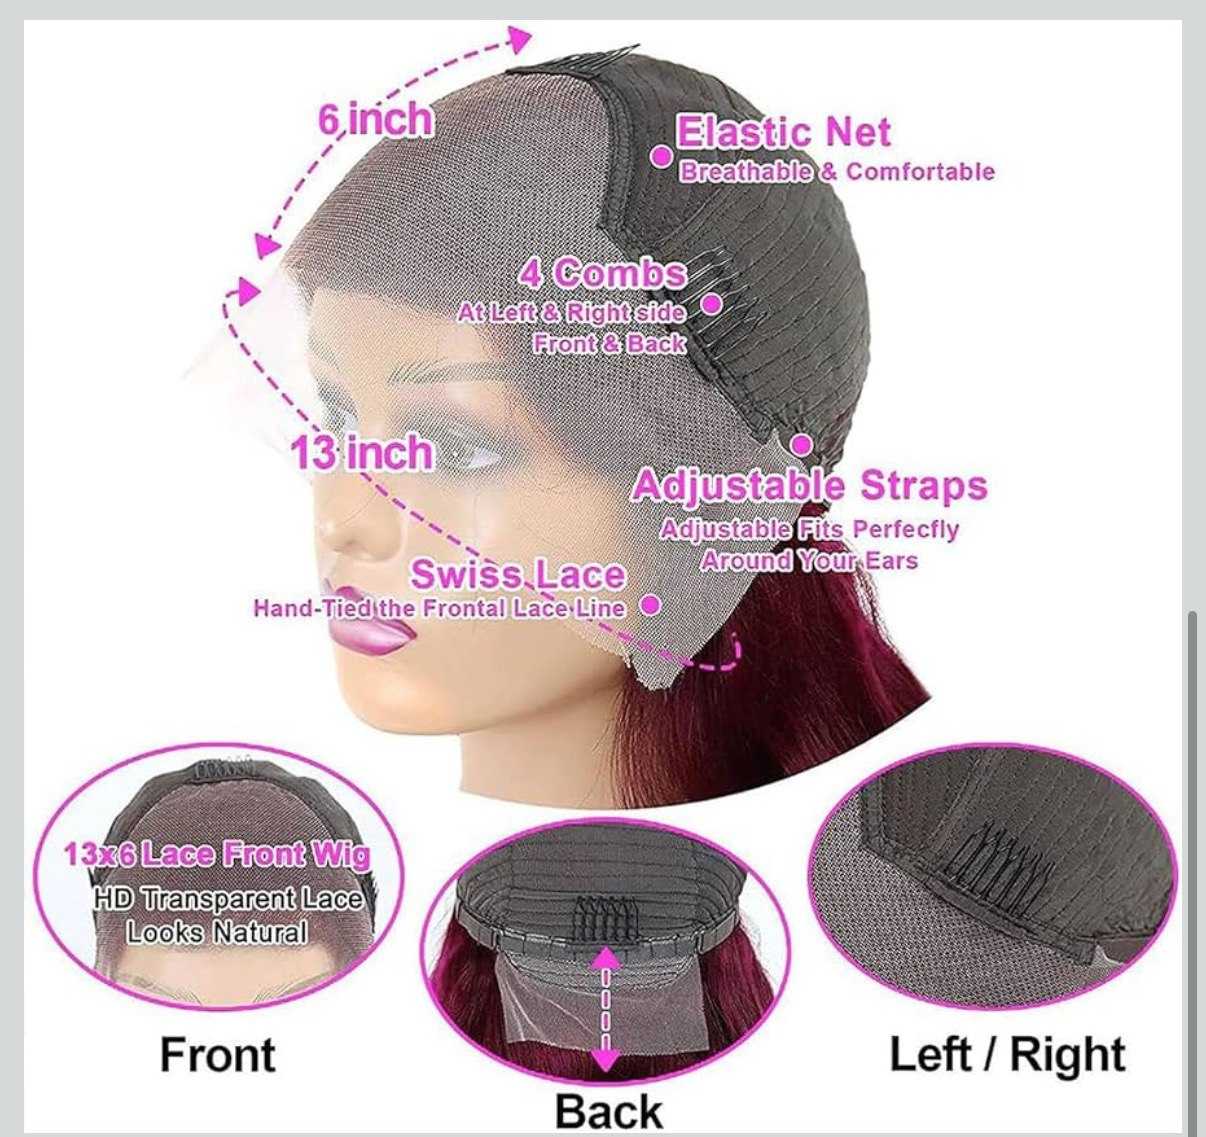 6 inch
Elastic Net
Breathable & Comfortable
4 Combs
At Left & Right side
Front & Back
13 inch
Adjustable Straps
Adjustable Fits Perfecfly
Around Your Ears
Swiss Lace
Hand-Tied the Frontal Lace Line
13x6 Lace Front Wig
HD Transparent Lace
Looks Natural
Front
Back
Left / Right